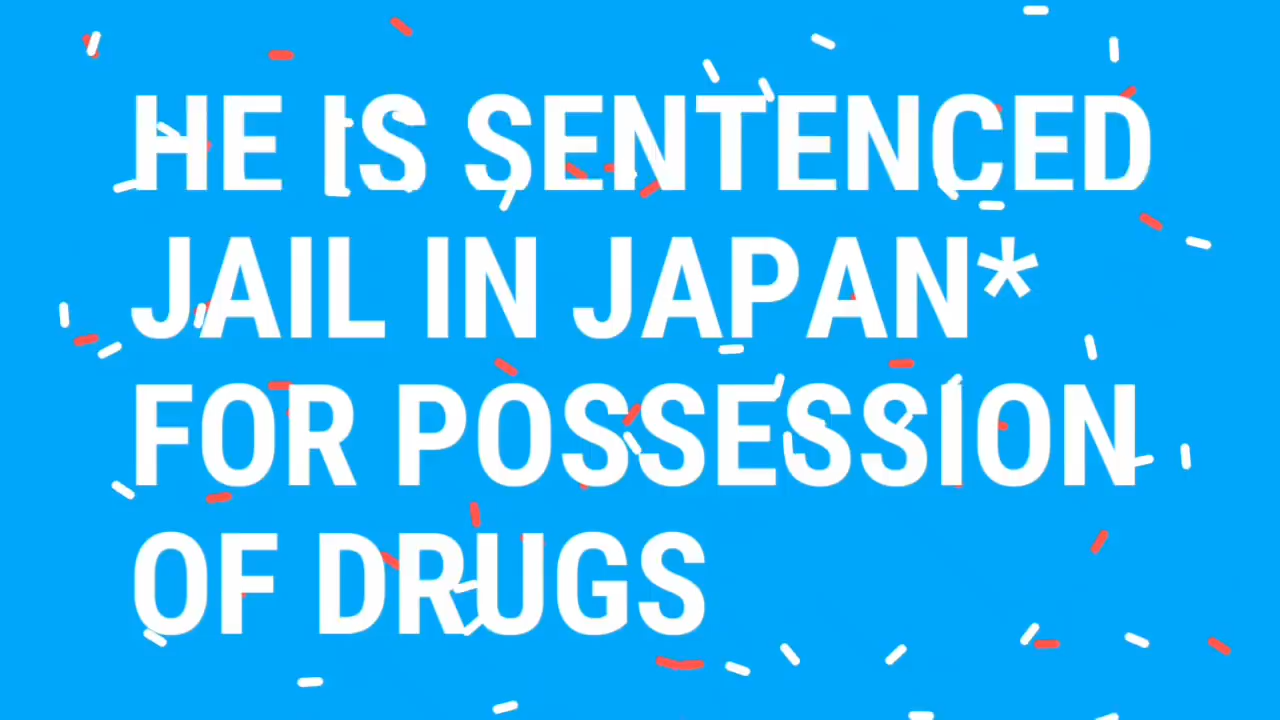 HE IS SENTENCED
JAIL IN JAPAN*
FOR POSSESSION
OF DRUGS